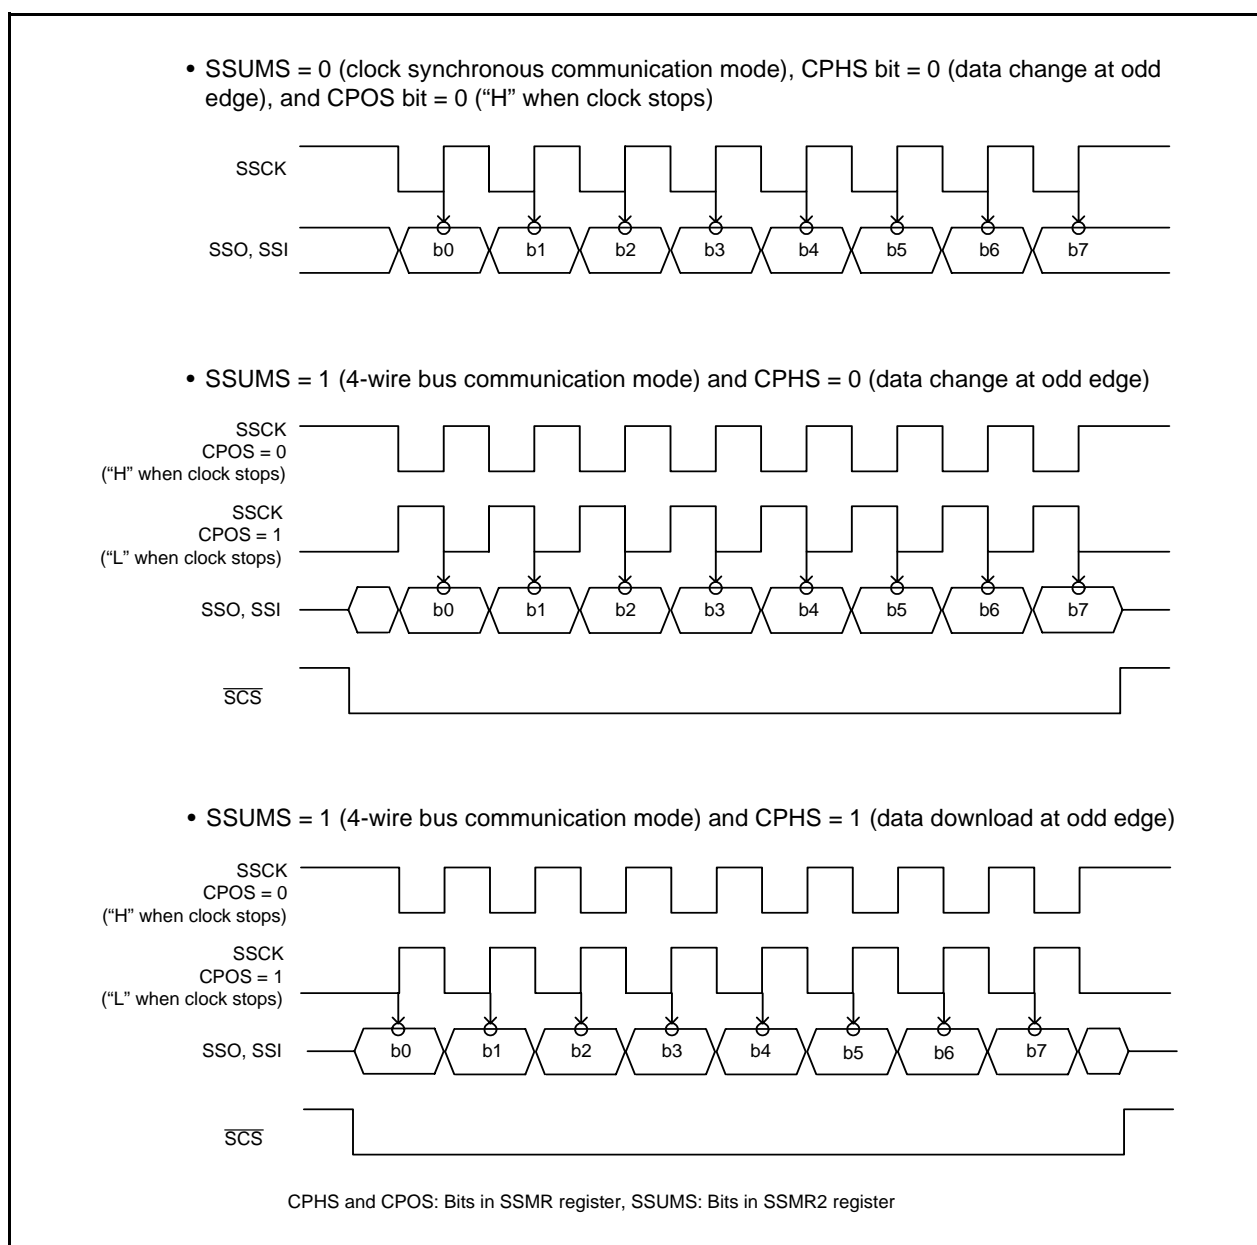 • SSUMS = 0 (clock synchronous communication mode), CPHS bit = 0 (data change at odd
edge), and CPOS bit = 0 (“H” when clock stops)
SSCK
SSO, SSI
b0 b1 b2 b3 b4 b5 b6 b7
• SSUMS = 1 (4-wire bus communication mode) and CPHS = 0 (data change at odd edge)
SSCK
CPOS = 0
(“H” when clock stops)
SSCK
CPOS = 1
(“L” when clock stops)
SSO, SSI
b0 b1 b2 b3 b4 b5 b6 b7
SCS
• SSUMS = 1 (4-wire bus communication mode) and CPHS = 1 (data download at odd edge)
SSCK
CPOS = 0
(“H” when clock stops)
SSCK
CPOS = 1
(“L” when clock stops)
SSO, SSI
b0 b1 b2 b3 b4 b5 b6 b7
SCS
CPHS and CPOS: Bits in SSMR register, SSUMS: Bits in SSMR2 register